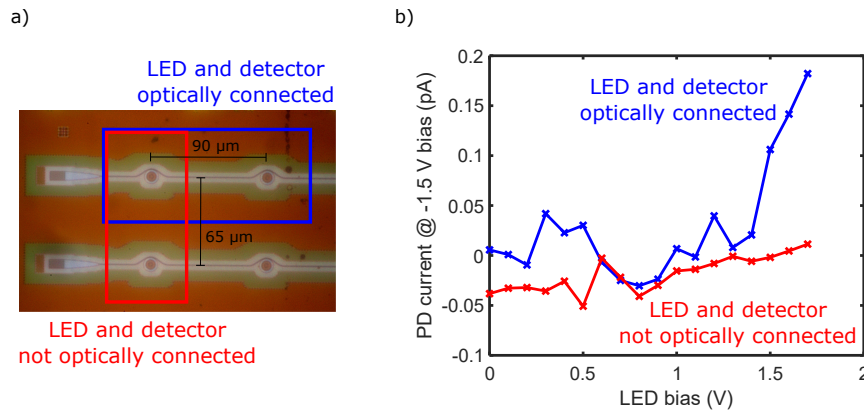 a)
LED and detector
optically connected
90 µm
65 µm
LED and detector
not optically connected
b)
PD current @ -1.5 V bias (pA)
0.2
0.15
0.1
0.05
0
-0.05
-0.1
LED and detector
optically connected
LED and detector
not optically connected
0
0.5
1
1.5
2
LED bias (V)